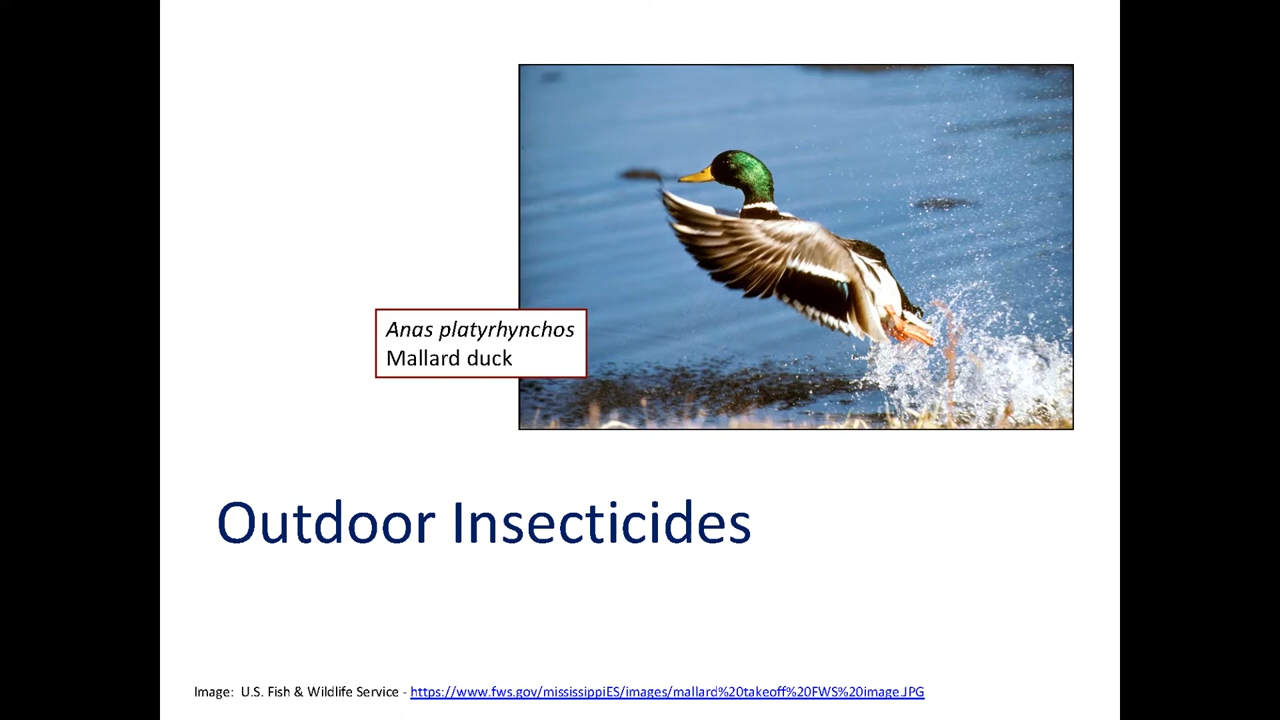 Anas platyrhynchos
Mallard duck
Outdoor Insecticides
Image: U.S. Fish & Wildlife Service - https://www.fws.gov/mississippiES/images/mallard%20takeoff%20FWS%20image.JPG